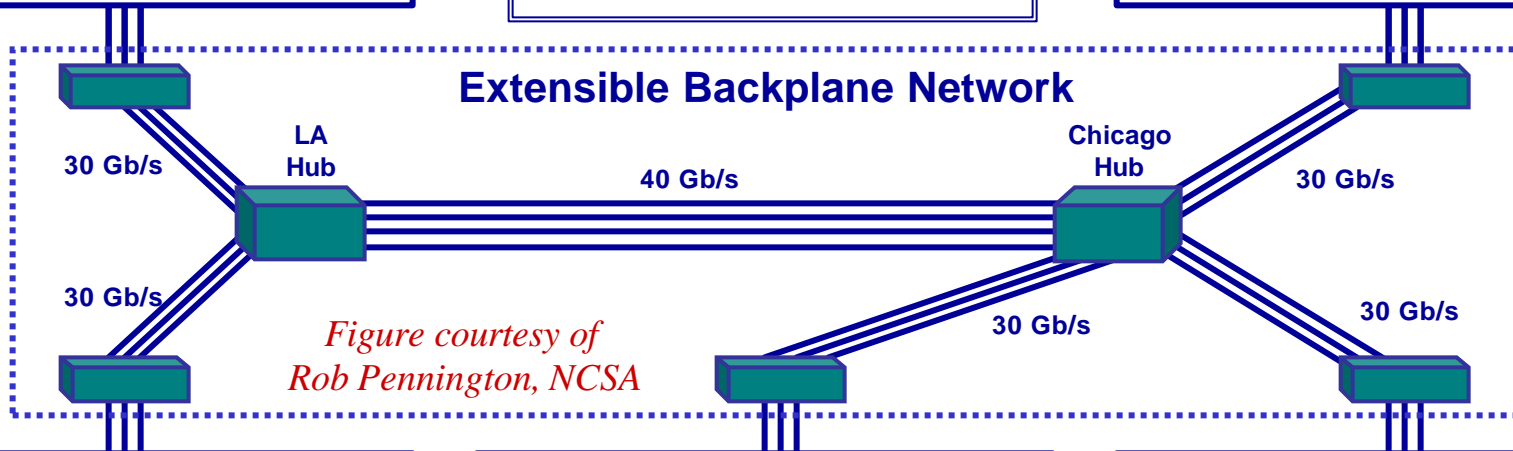 Extensible Backplane Network
LA
Hub
Chicago
Hub
30 Gb/s
40 Gb/s
30 Gb/s
30 Gb/s
30 Gb/s
30 Gb/s
Figure courtesy of
Rob Pennington, NCSA